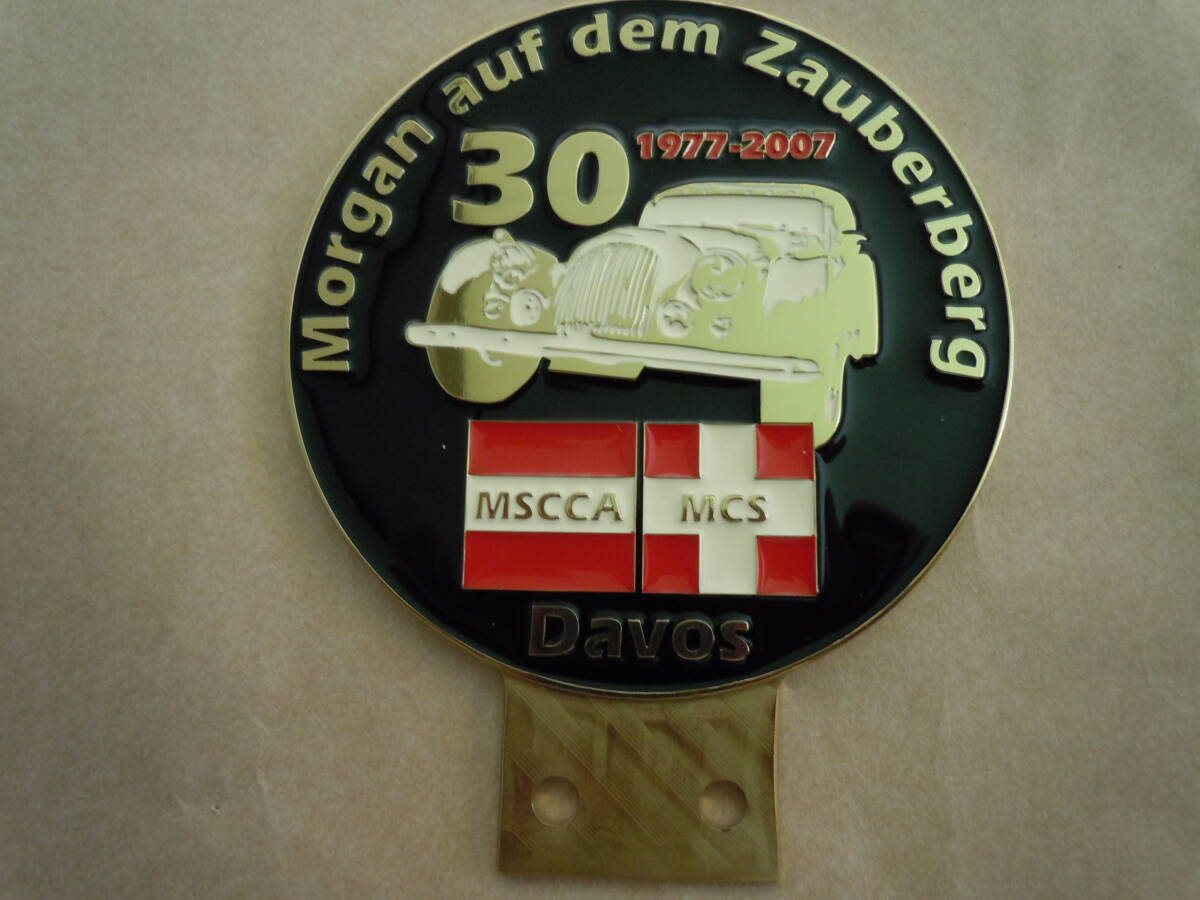 Morgan auf dem Zauberberg
30 1977-2007
MSCCA MCS
Davos